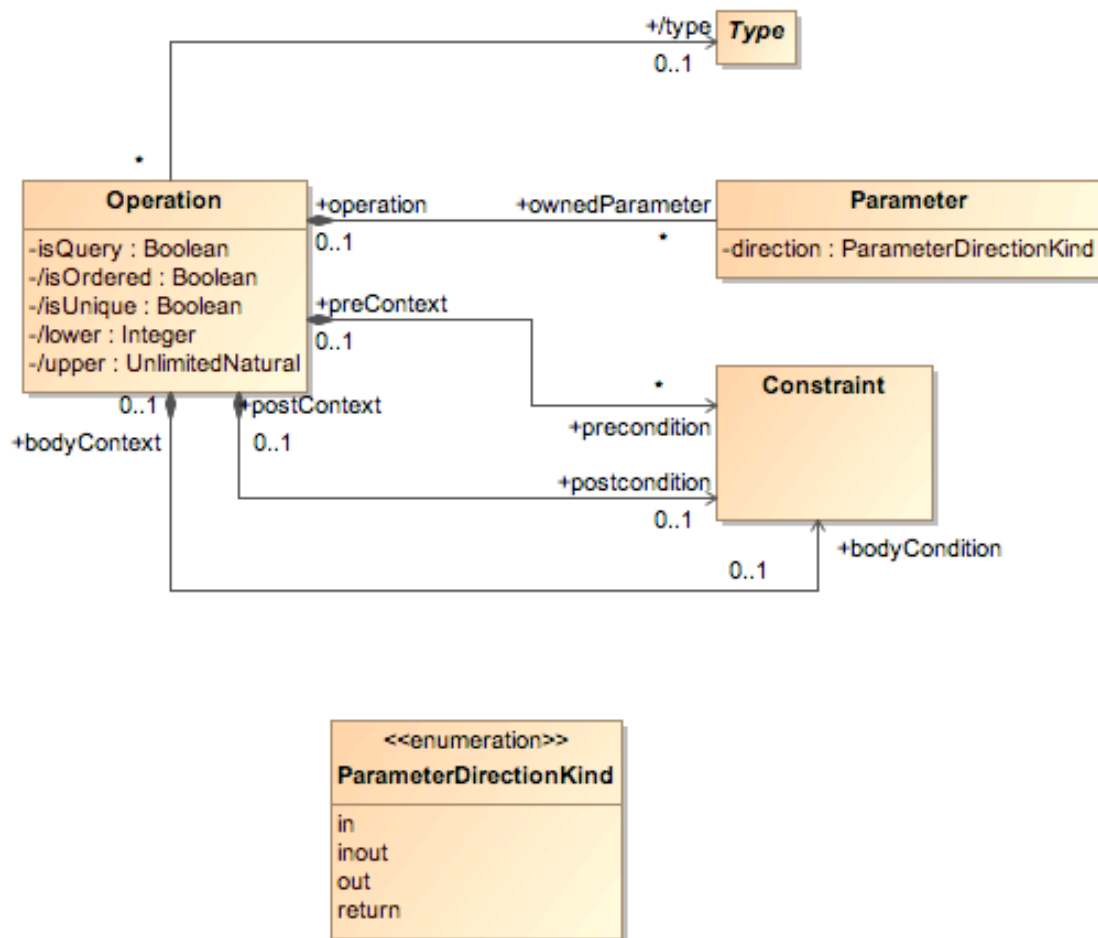 +/type
Type
0..1
*
Operation
-isQuery : Boolean
-/isOrdered : Boolean
-/isUnique : Boolean
-/lower : Integer
-/upper : UnlimitedNatural
+operation
0..1
+ownedParameter
*
Parameter
-direction : ParameterDirectionKind
+preContext
0..1
*
+precondition
Constraint
0..1
+bodyContext
+postContext
0..1
+postcondition
0..1
+bodyCondition
0..1
<<enumeration>>
ParameterDirectionKind
in
inout
out
return